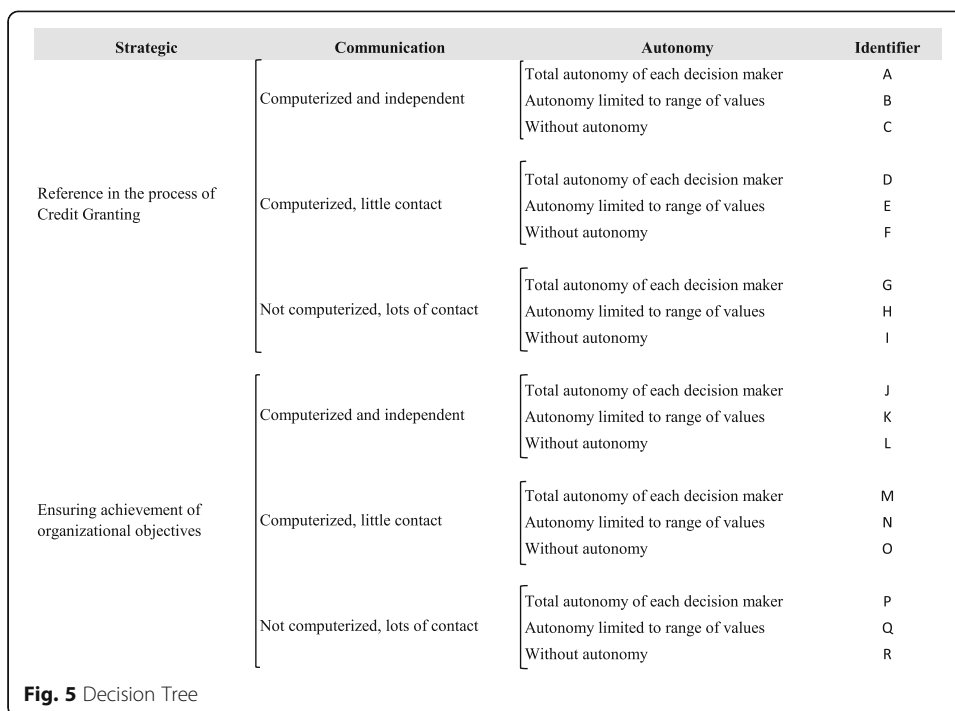 Strategic Communication Autonomy Identifier
Total autonomy of each decision maker A
Computerized and independent Autonomy limited to range of values B
Without autonomy C
Total autonomy of each decision maker D
Reference in the process of
Credit Granting
Computerized, little contact Autonomy limited to range of values E
Without autonomy F
Total autonomy of each decision maker G
Not computerized, lots of contact Autonomy limited to range of values H
Without autonomy I
Total autonomy of each decision maker J
Computerized and independent Autonomy limited to range of values K
Without autonomy L
Total autonomy of each decision maker M
Ensuring achievement of
organizational objectives
Computerized, little contact Autonomy limited to range of values N
Without autonomy O
Total autonomy of each decision maker P
Not computerized, lots of contact Autonomy limited to range of values Q
Without autonomy R
Fig. 5 Decision Tree